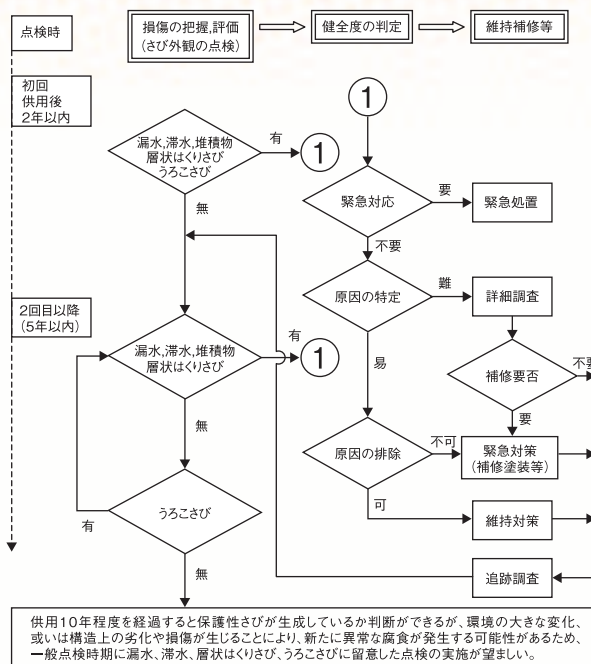 点検時
損傷の把握,評価
(さび外観の点検)
健全度の判定
維持補修等
初回
供用後
2年以内
漏水,滞水,堆積物
層状はくりさび
うろこさび
有
1
無
1
緊急対応
要
緊急処置
不要
原因の特定
難
詳細調査
易
補修要否
不要
要
原因の排除
不可
緊急対策
(補修塗装等)
可
維持対策
追跡調査
2回目以降
(5年以内)
漏水,滞水,堆積物
層状はくりさび
有
1
無
うろこさび
有
無
供用10年程度を経過すると保護性さびが生成しているか判断ができるが、環境の大きな変化、
或いは構造上の劣化や損傷が生じることにより、新たに異常な腐食が発生する可能性があるため、
一般点検時期に漏水、滞水、層状はくりさび、うろこさびに留意した点検の実施が望ましい。